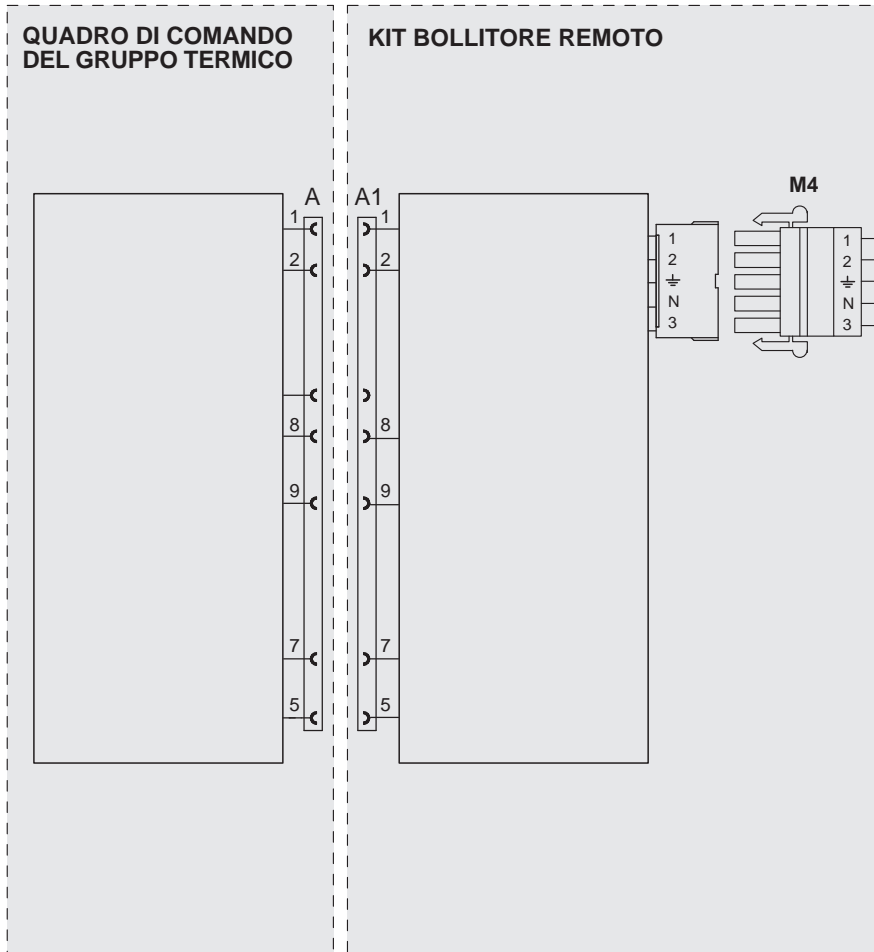 QUADRO DI COMANDO
DEL GRUPPO TERMICO
KIT BOLLITORE REMOTO
M4
A
A1
1
1
2
2
8
8
9
9
7
7
5
5
1
2
N
3
1
2
N
3